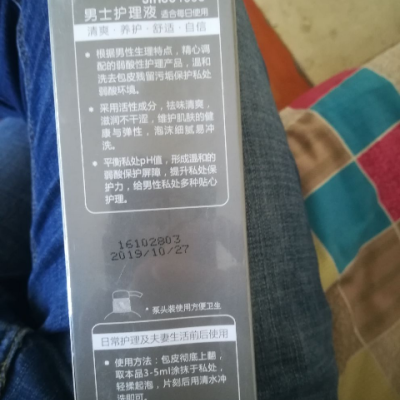 男士护理液 适合每日使用
清爽·养护·舒适·自信
• 根据男性生理特点，精心调
配的弱酸性护理产品，温和
洗去包皮残留污垢保护私处
弱酸环境。
• 采用活性成分，祛味清爽，
滋润不干涩，维护肌肤的健
康与弹性，泡沫细腻易冲
洗。
• 平衡私处pH值，形成温和的
弱酸保护屏障，提升私处保
护力，给男性私处多种贴心
护理。
16102803
2019/10/27
• 泵头装使用方便卫生
日常护理及夫妻生活前后使用
• 使用方法：包皮彻底上翻，
取本品3-5ml涂抹于私处，
轻揉起泡，片刻后用清水冲
洗即可。